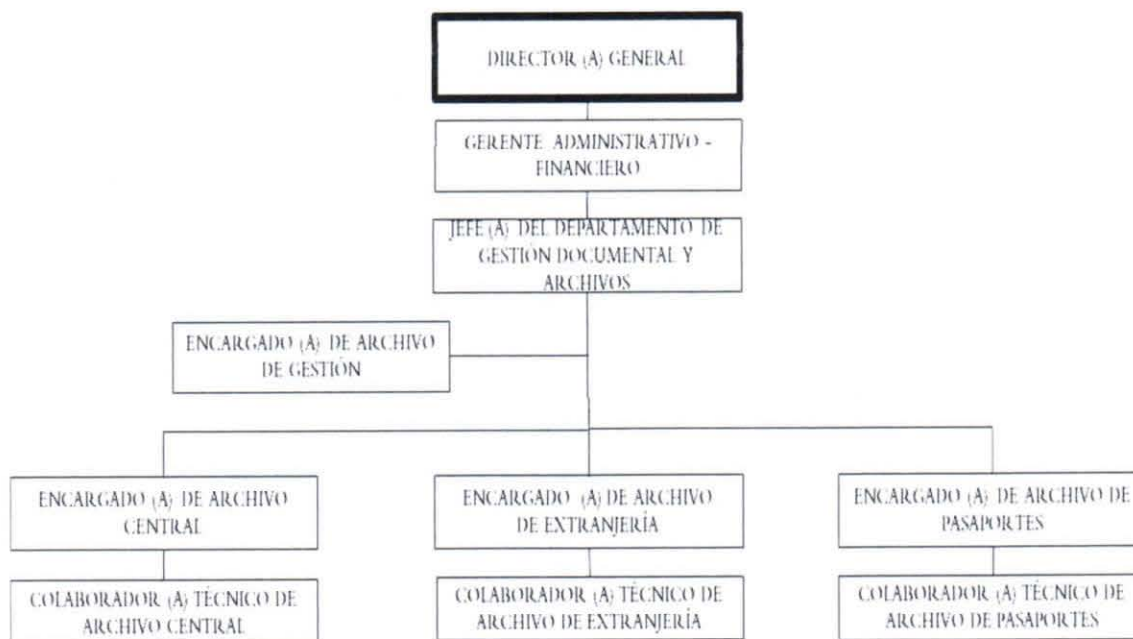 DIRECTOR (A) GENERAL
GERENTE ADMINISTRATIVO -
FINANCIERO
JEFE (A) DEL DEPARTAMENTO DE
GESTIÓN DOCUMENTAL Y
ARCHIVOS
ENCARGADO (A) DE ARCHIVO
DE GESTIÓN
ENCARGADO (A) DE ARCHIVO
CENTRAL
ENCARGADO (A) DE ARCHIVO
DE EXTRANJERÍA
ENCARGADO (A) DE ARCHIVO DE
PASAPORTES
COLABORADOR (A) TÉCNICO DE
ARCHIVO CENTRAL
COLABORADOR (A) TÉCNICO DE
ARCHIVO DE EXTRANJERÍA
COLABORADOR (A) TÉCNICO DE
ARCHIVO DE PASAPORTES